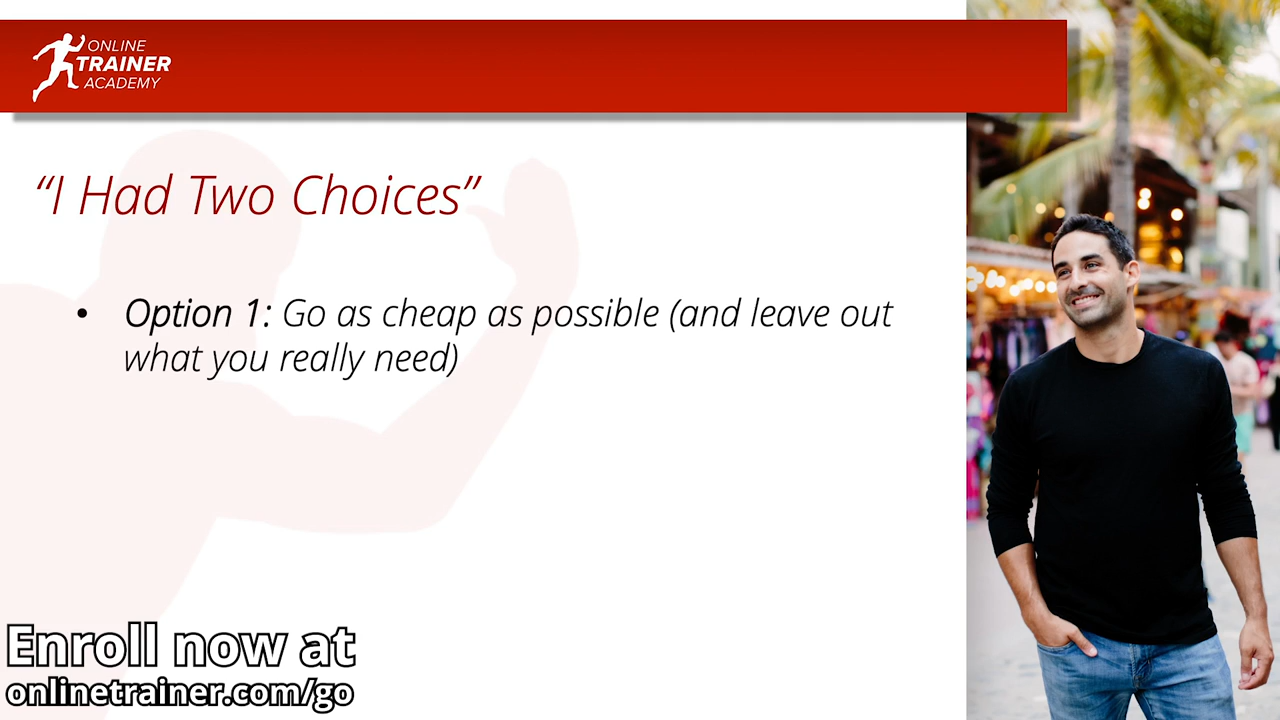 ONLINE
TRAINER
ACADEMY
“I Had Two Choices”
• Option 1: Go as cheap as possible (and leave out
what you really need)
Enroll now at
onlinetrainer.com/go